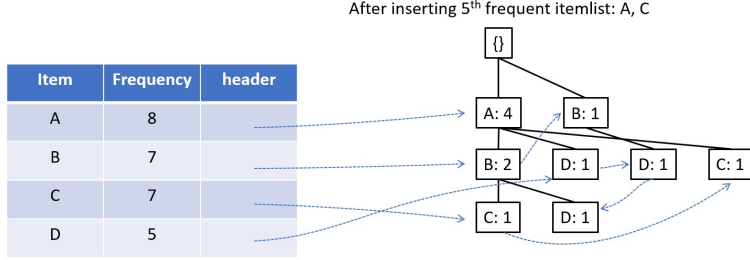 After inserting 5th frequent itemlist: A, C
{}
Item Frequency header
A 8
B 7
C 7
D 5
A: 4 B: 1
B: 2 D: 1 D: 1 C: 1
C: 1 D: 1